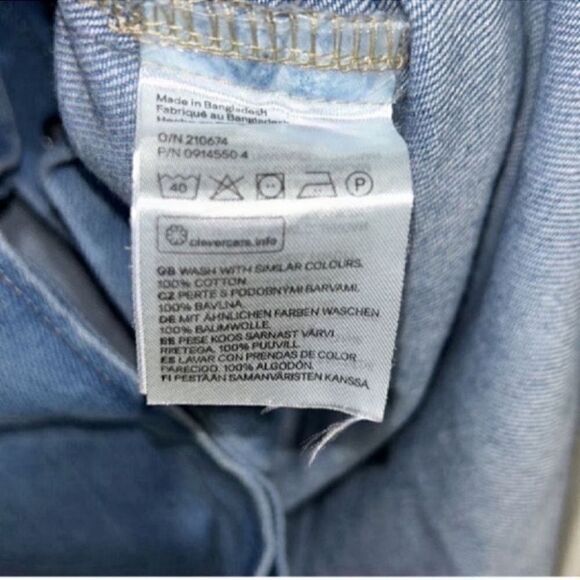 Made in Bangladesh
Fabriqué au Bangladesh
O/N 210674
P/N 0914550 4
40
P
clevercare.info
GB WASH WITH SIMILAR COLOURS.
100% COTTON
CZ PERTE S PODOBNÝMI BARVAMI.
100% BAVLNA
DE MIT ÄHNLICHEN FARBEN WASCHEN
100% BAUMWOLLE
EE PESE KOOS SARNAST VÄRVI
RIETEGA. 100% PUUVILL
ES LAVAR CON PRENDAS DE COLOR
PARECIDO. 100% ALGODÓN.
FI PESTÄÄN SAMANVÄRISTEN KANSSA.